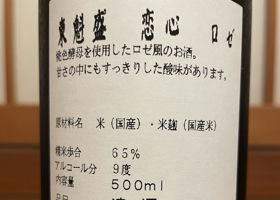 東魁盛 恋心 ロゼ
桃色酵母を使用したロゼ風のお酒。
甘さの中にもすっきりした酸味があります。
原材料名 米(国産)・米麹(国産米)
精米歩合 65%
アルコール分 9度
内容量 500ml
品目